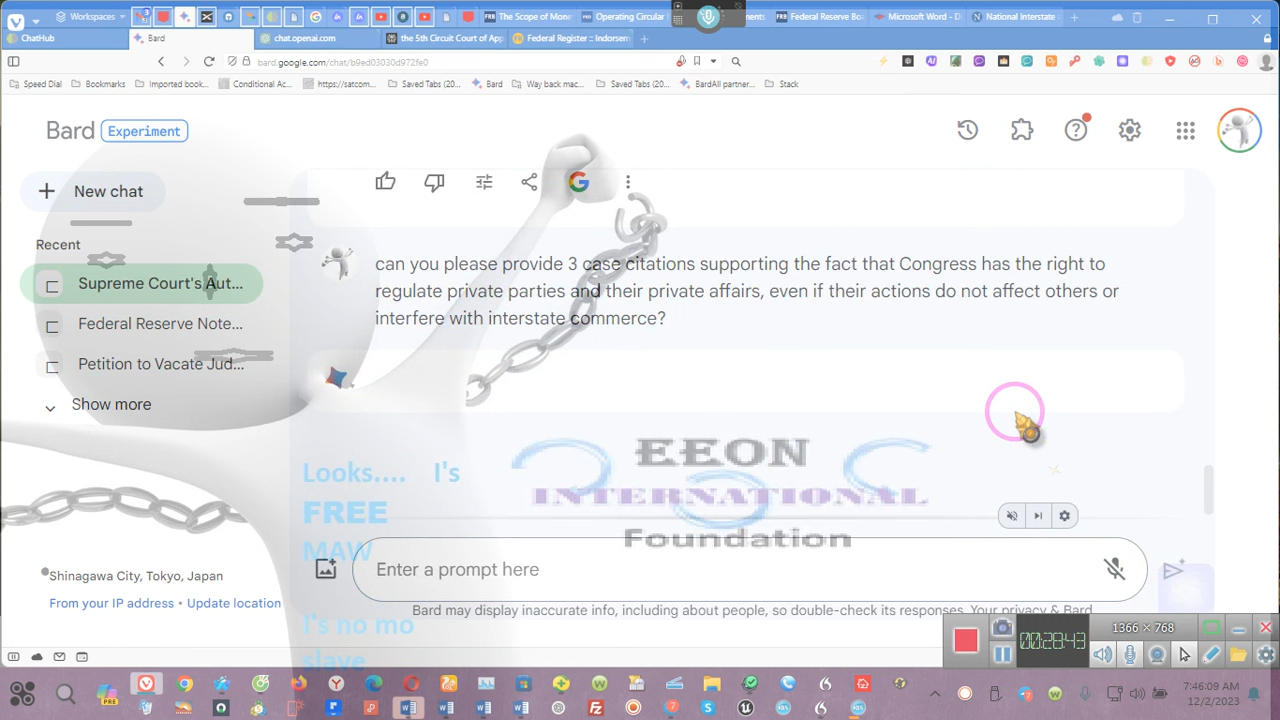 Workspaces
3
The Scope of Mon
Operating Circular
ments
Federal Reserve Bo
Microsoft Word - D
National Interstate
ChatHub
Bard
chat.openai.com
the 5th Circuit Court of App
Federal Register :: Indorsem
bard.google.com/chat/b9ed03030d972fe0
Speed Dial
Bookmarks
Imported book...
Conditional Ac...
https://satcom...
Saved Tabs (20...
Bard
Way back mac...
Saved Tabs (20...
BardAll partner...
Stack
Bard
Experiment
New chat
Recent
Supreme Court's Aut...
Federal Reserve Note...
Petition to Vacate Jud...
Show more
can you please provide 3 case citations supporting the fact that Congress has the right to
regulate private parties and their private affairs, even if their actions do not affect others or
interfere with interstate commerce?
EEON
INTERNATIONAL
Foundation
Looks.... I's
FREE
MAW
I's no mo
slave
Shinagawa City, Tokyo, Japan
From your IP address • Update location
Enter a prompt here
Bard may display inaccurate info, including about people, so double-check its responses. Your privacy & Bard
1366 × 768
00:28:43
7:46:09 AM
12/2/2023